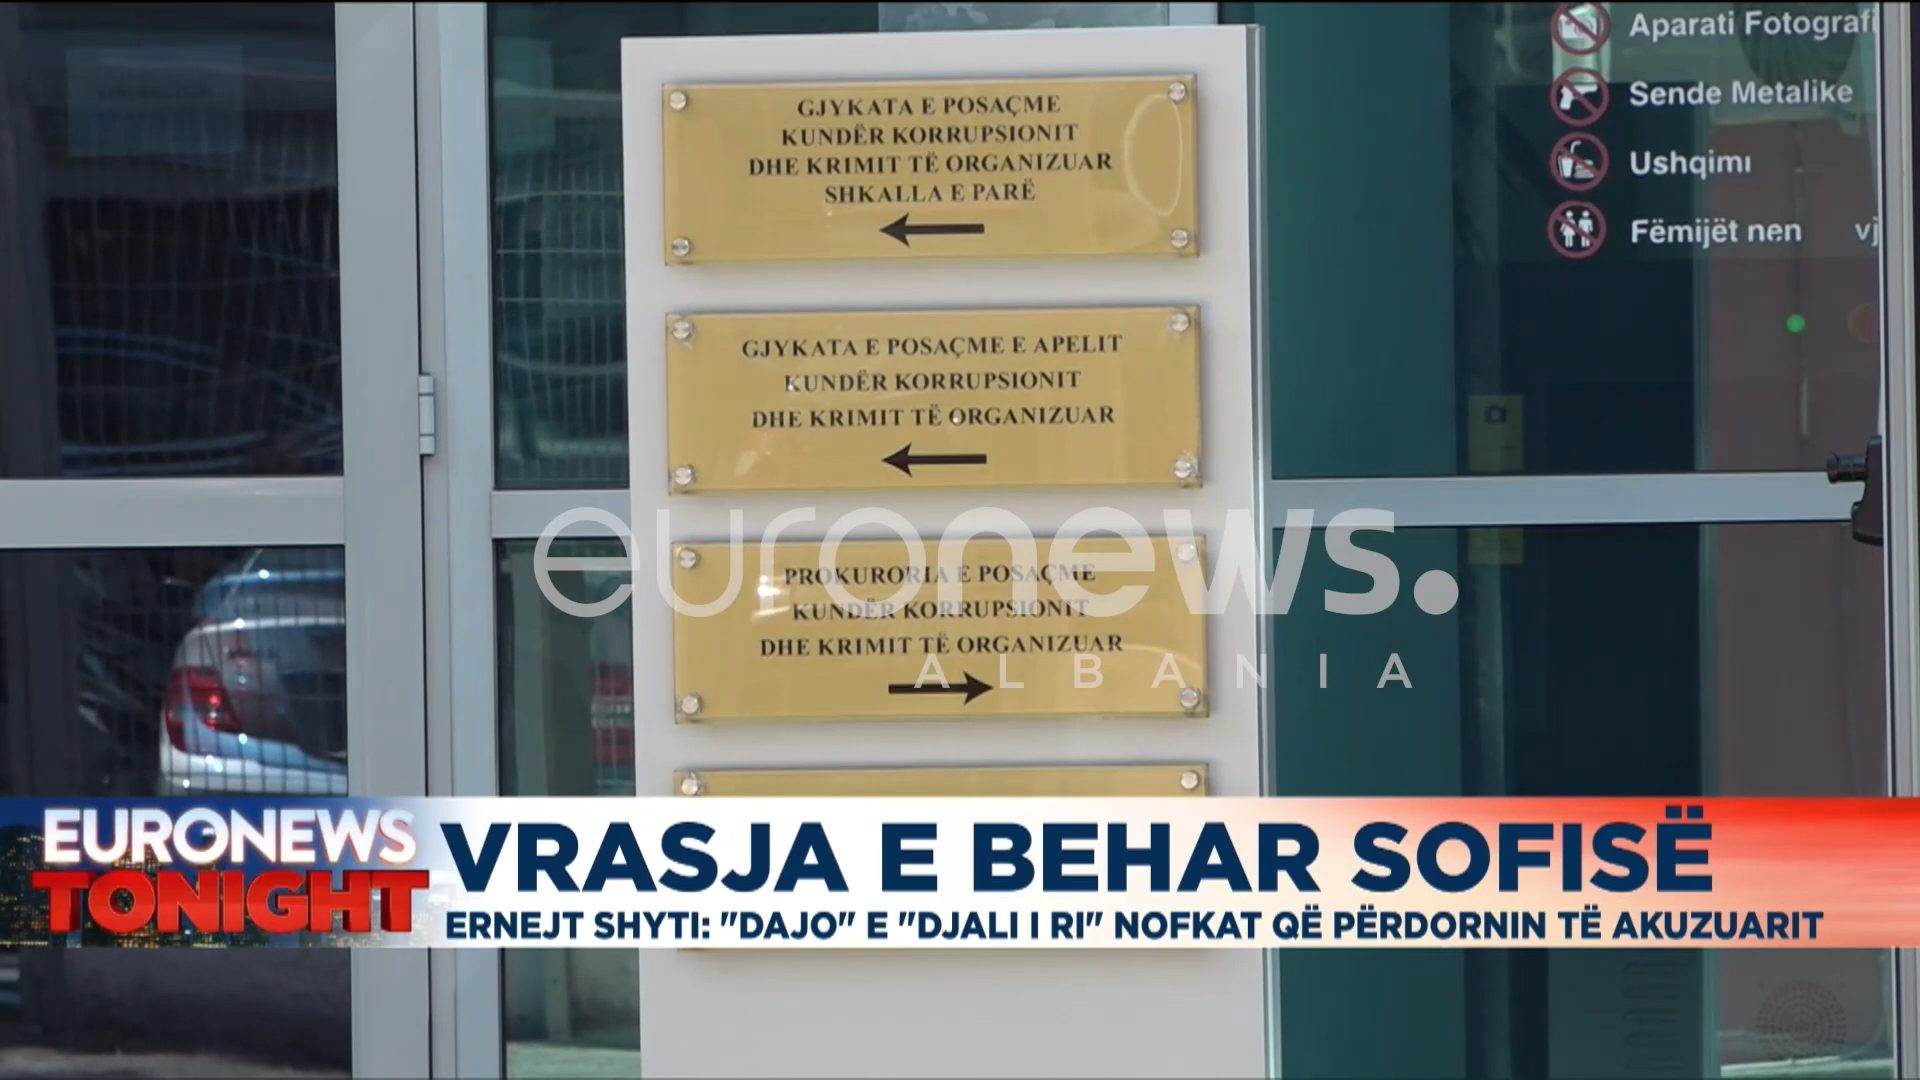 GJYKATA E POSAÇME
KUNDËR KORRUPSIONIT
DHE KRIMIT TË ORGANIZUAR
SHKALLA E PARË
GJYKATA E POSAÇME E APELIT
KUNDËR KORRUPSIONIT
DHE KRIMIT TË ORGANIZUAR
PROKURORIA E POSAÇME
KUNDËR KORRUPSIONIT
DHE KRIMIT TË ORGANIZUAR
Aparati Fotografi
Sende Metalike
Ushqimi
Fëmijët nen vj
euronews.
ALBANIA
EURONEWS
TONIGHT
VRASJA E BEHAR SOFISË
ERNEJT SHYTI: "DAJO" E "DJALI I RI" NOFKAT QË PËRDORNIN TË AKUZUARIT